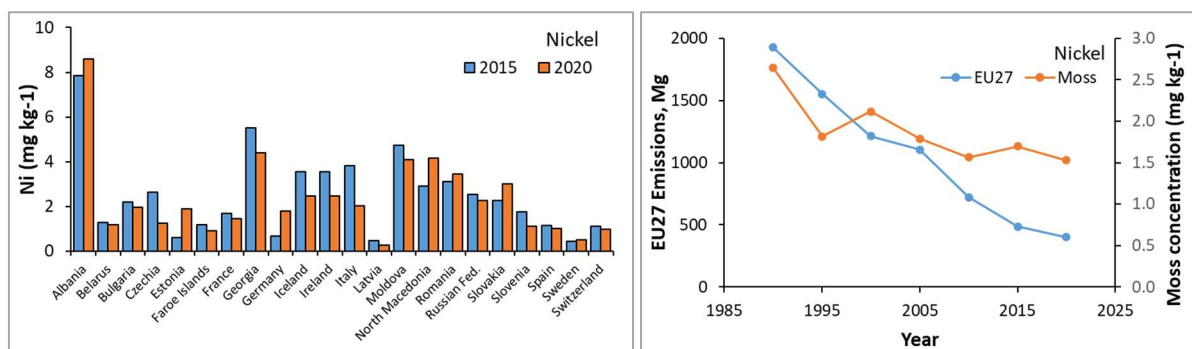 Nickel
2015 2020
Ni (mg kg-1)
10
8
6
4
2
0
Albania
Belarus
Bulgaria
Czechia
Estonia
Faroe Islands
France
Georgia
Germany
Iceland
Ireland
Italy
Latvia
Moldova
North Macedonia
Romania
Russian Fed.
Slovakia
Slovenia
Spain
Sweden
Switzerland
Nickel
EU27 Moss
EU27 Emissions, Mg
2000
1500
1000
500
0
3.0
2.5
2.0
1.5
1.0
0.5
0.0
Moss concentration (mg kg-1)
1985 1995 2005 2015 2025
Year